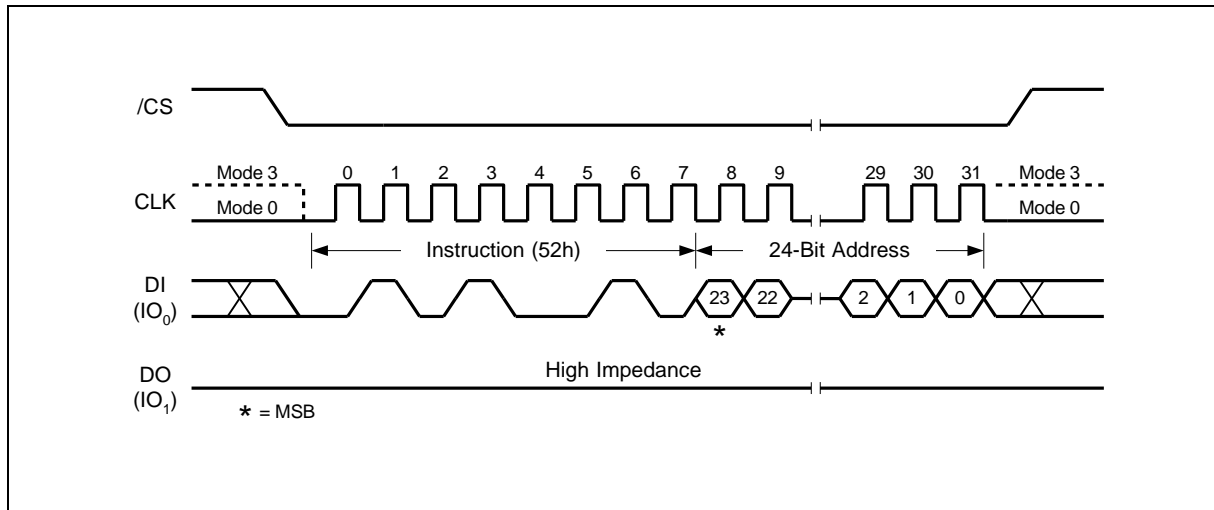 /CS
Mode 3
0 1 2 3 4 5 6 7 8 9 29 30 31
Mode 3
CLK
Mode 0
Mode 0
Instruction (52h)
24-Bit Address
DI
(IO0)
23 22 2 1 0
*
High Impedance
DO
(IO1)
* = MSB